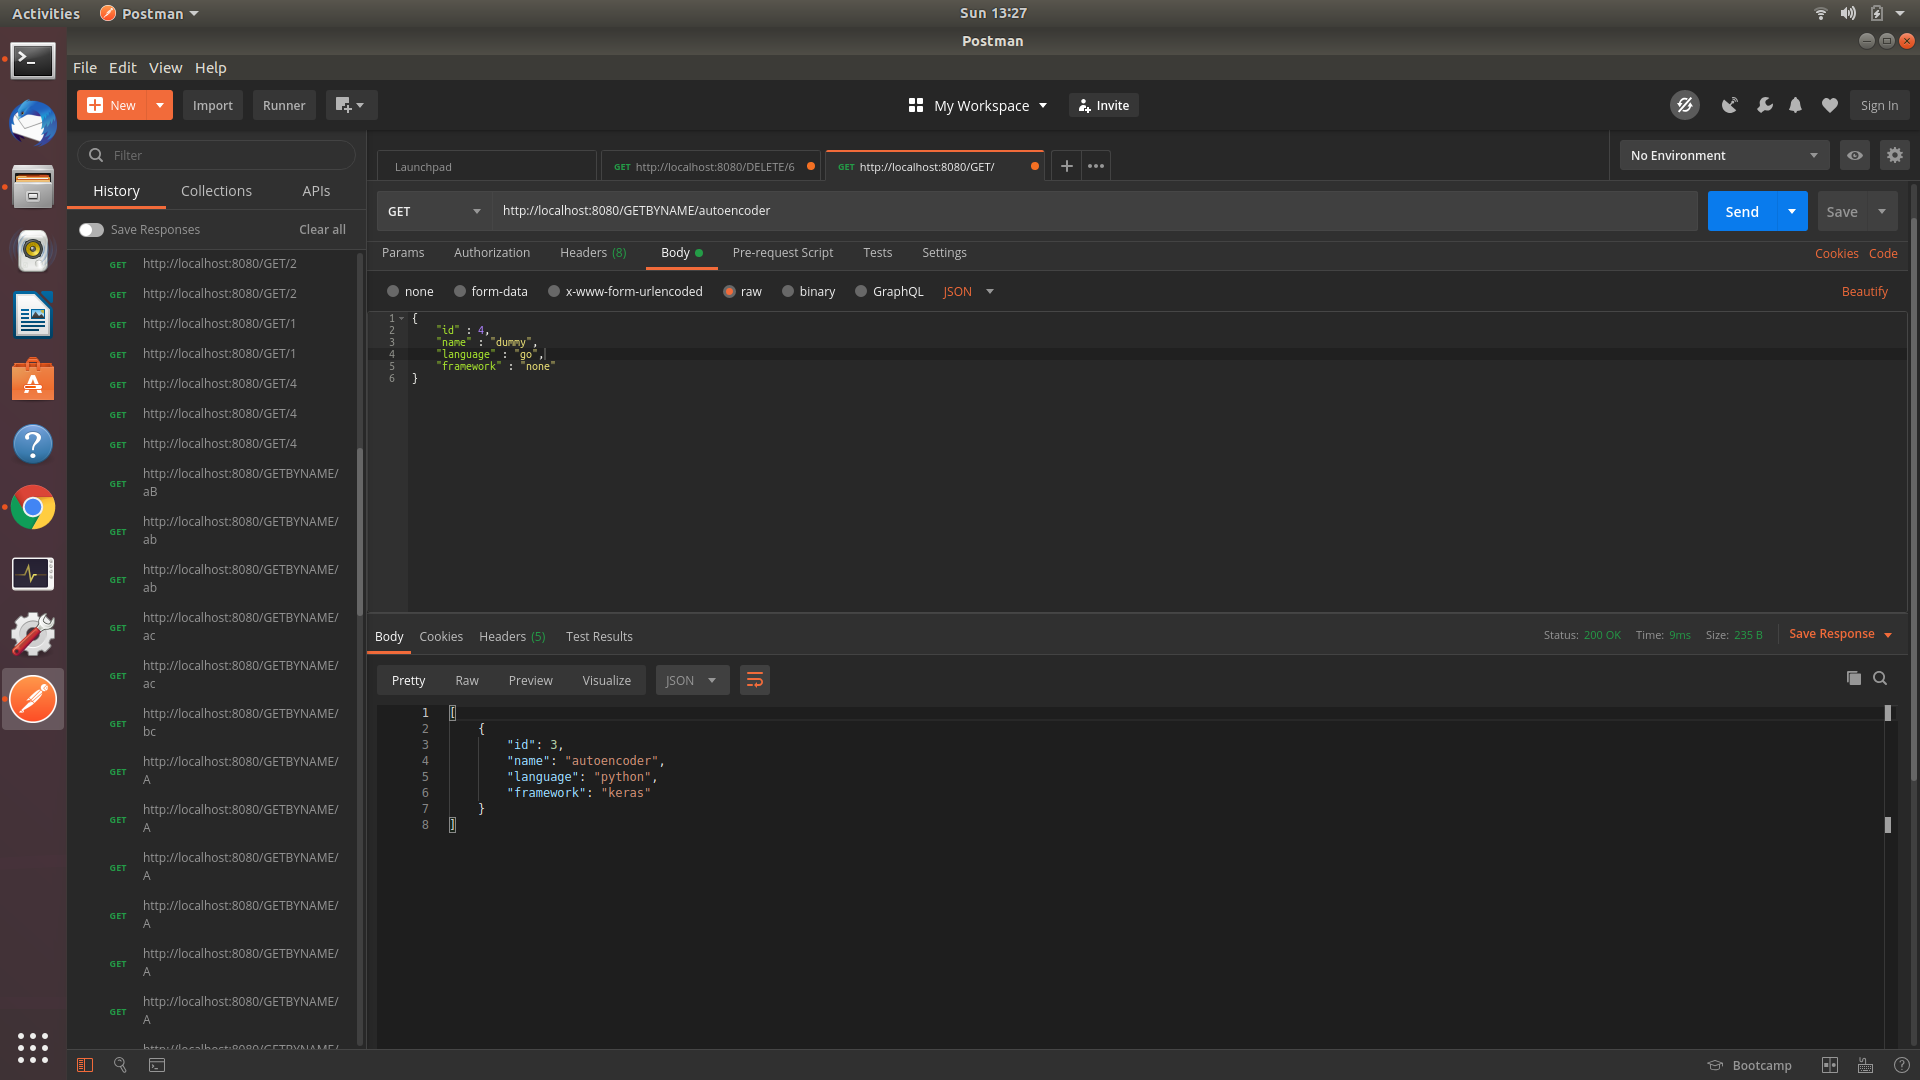 Activities
Postman
Sun 13:27
Postman
File Edit View Help
New
Import
Runner
My Workspace
Invite
Sign In
Filter
History
Collections
APIs
Save Responses
Clear all
GET http://localhost:8080/GET/2
GET http://localhost:8080/GET/2
GET http://localhost:8080/GET/1
GET http://localhost:8080/GET/1
GET http://localhost:8080/GET/4
GET http://localhost:8080/GET/4
GET http://localhost:8080/GET/4
GET http://localhost:8080/GETBYNAME/
aB
GET http://localhost:8080/GETBYNAME/
ab
GET http://localhost:8080/GETBYNAME/
ab
GET http://localhost:8080/GETBYNAME/
ac
GET http://localhost:8080/GETBYNAME/
ac
GET http://localhost:8080/GETBYNAME/
bc
GET http://localhost:8080/GETBYNAME/
A
GET http://localhost:8080/GETBYNAME/
A
GET http://localhost:8080/GETBYNAME/
A
GET http://localhost:8080/GETBYNAME/
A
GET http://localhost:8080/GETBYNAME/
A
GET http://localhost:8080/GETBYNAME/
A
http://localhost:8080/GETBYNAME/
Launchpad
GET http://localhost:8080/DELETE/6
GET http://localhost:8080/GET/
No Environment
GET
http://localhost:8080/GETBYNAME/autoencoder
Send
Save
Params
Authorization
Headers (8)
Body
Pre-request Script
Tests
Settings
Cookies Code
none
form-data
x-www-form-urlencoded
raw
binary
GraphQL
JSON
Beautify
1 {
2 "id" : 4,
3 "name" : "dummy",
4 "language" : "go",
5 "framework" : "none"
6 }
Body
Cookies
Headers (5)
Test Results
Status: 200 OK
Time: 9ms
Size: 235 B
Save Response
Pretty
Raw
Preview
Visualize
JSON
1 [
2 {
3 "id": 3,
4 "name": "autoencoder",
5 "language": "python",
6 "framework": "keras"
7 }
8 ]
Bootcamp